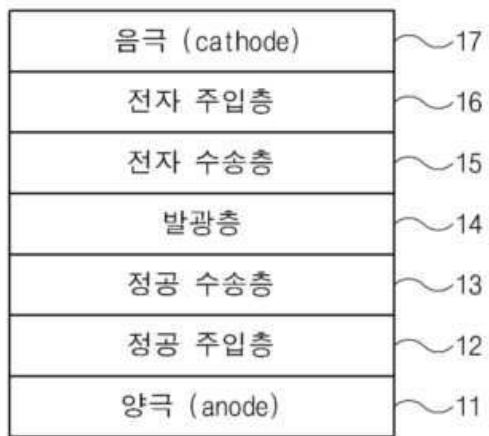 음극 (cathode) 17
전자 주입층 16
전자 수송층 15
발광층 14
정공 수송층 13
정공 주입층 12
양극 (anode) 11